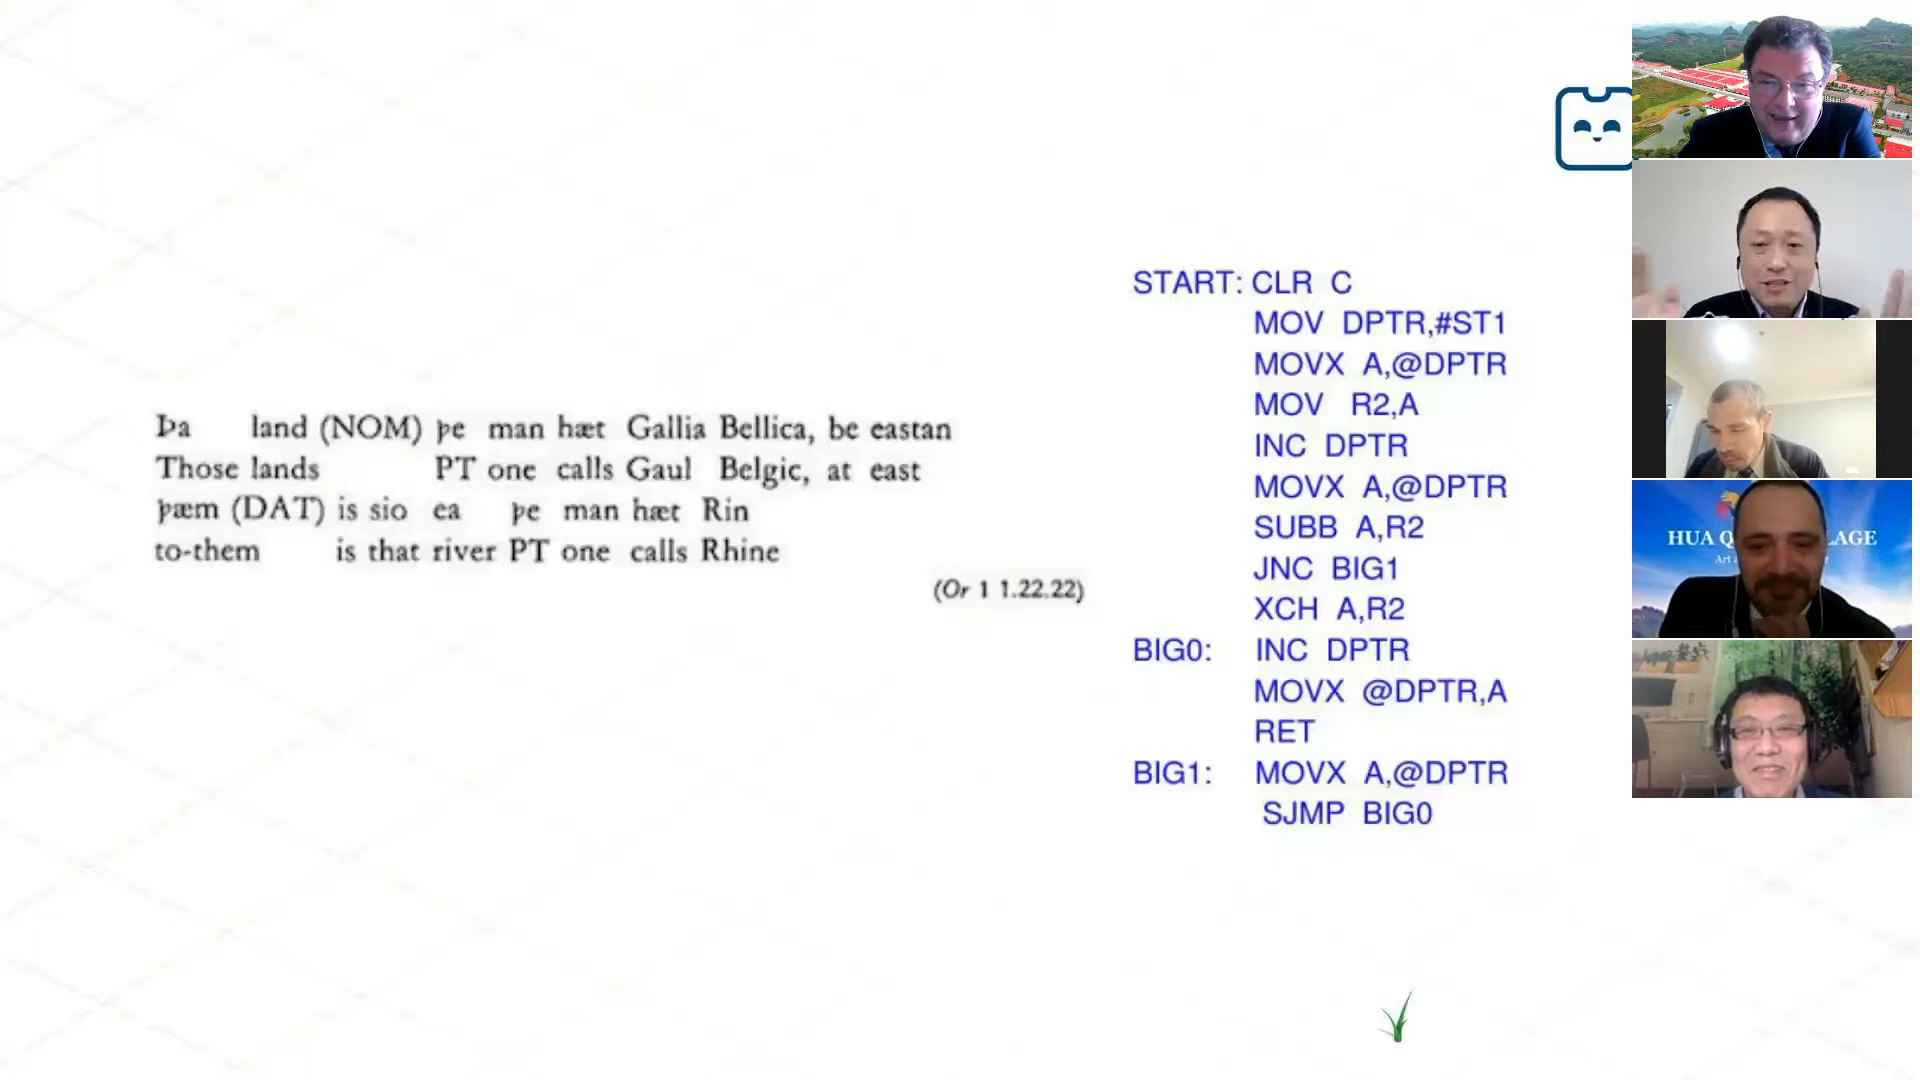 Þa land (NOM) þe man hæt Gallia Bellica, be eastan
Those lands PT one calls Gaul Belgic, at east
þæm (DAT) is sio ea þe man hæt Rin
to-them is that river PT one calls Rhine
(Or 1 1.22.22)
START: CLR C
MOV DPTR,#ST1
MOVX A,@DPTR
MOV R2,A
INC DPTR
MOVX A,@DPTR
SUBB A,R2
JNC BIG1
XCH A,R2
BIG0: INC DPTR
MOVX @DPTR,A
RET
BIG1: MOVX A,@DPTR
SJMP BIG0
HUA
Art